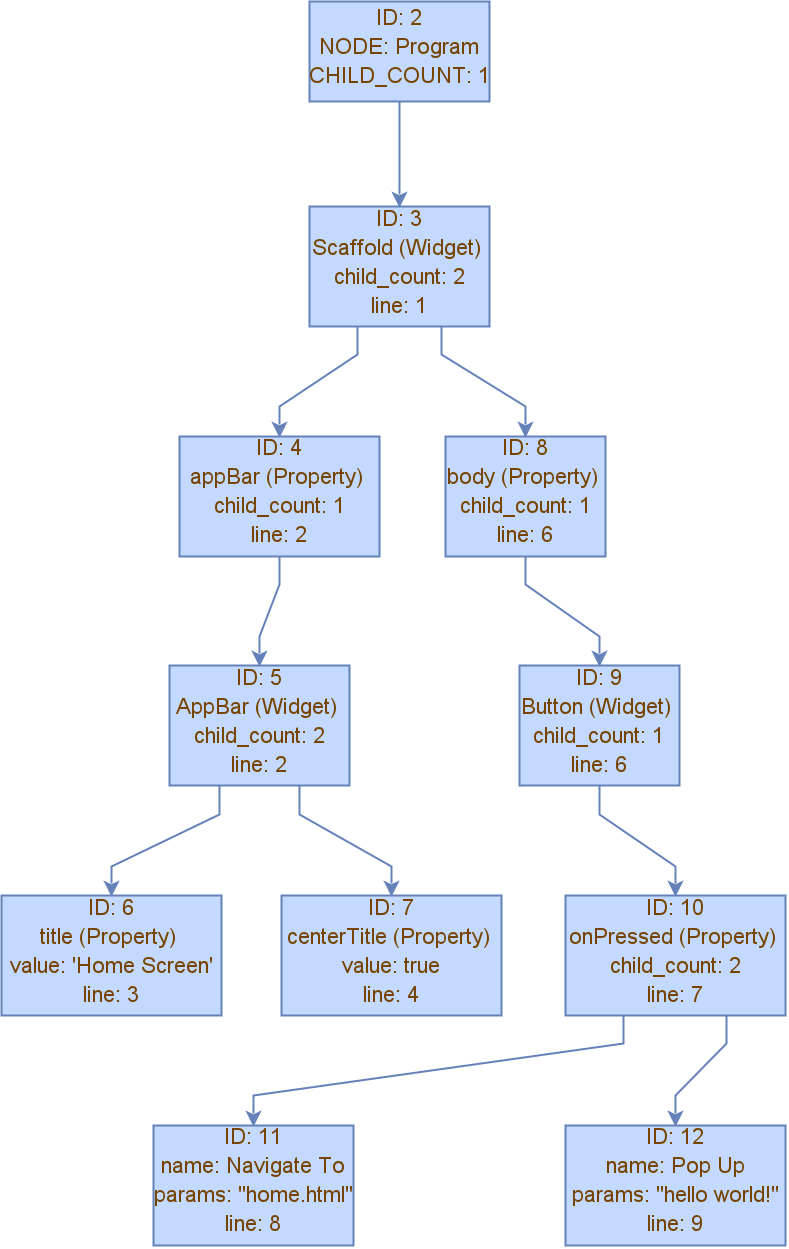 ID: 2
NODE: Program
CHILD_COUNT: 1
ID: 3
Scaffold (Widget)
child_count: 2
line: 1
ID: 4
appBar (Property)
child_count: 1
line: 2
ID: 8
body (Property)
child_count: 1
line: 6
ID: 5
AppBar (Widget)
child_count: 2
line: 2
ID: 9
Button (Widget)
child_count: 1
line: 6
ID: 6
title (Property)
value: 'Home Screen'
line: 3
ID: 7
centerTitle (Property)
value: true
line: 4
ID: 10
onPressed (Property)
child_count: 2
line: 7
ID: 11
name: Navigate To
params: "home.html"
line: 8
ID: 12
name: Pop Up
params: "hello world!"
line: 9